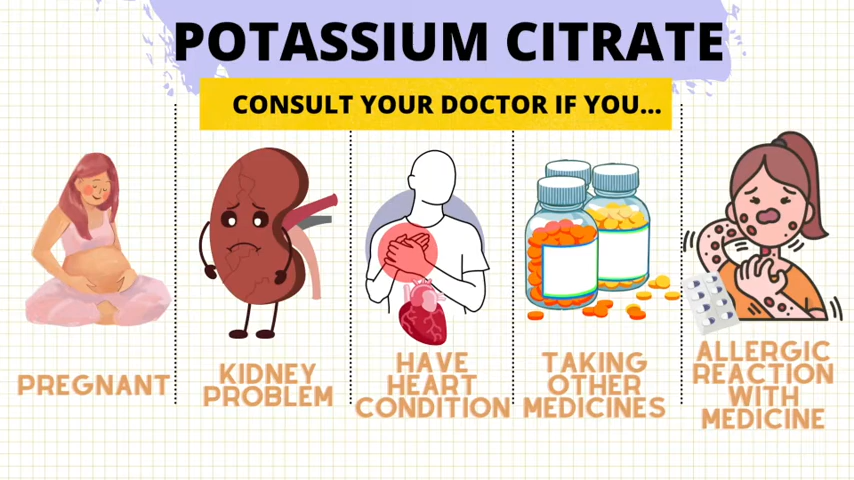 POTASSIUM CITRATE
CONSULT YOUR DOCTOR IF YOU...
PREGNANT
KIDNEY
PROBLEM
HAVE
HEART
CONDITION
TAKING
OTHER
MEDICINES
ALLERGIC
REACTION
WITH
MEDICINE